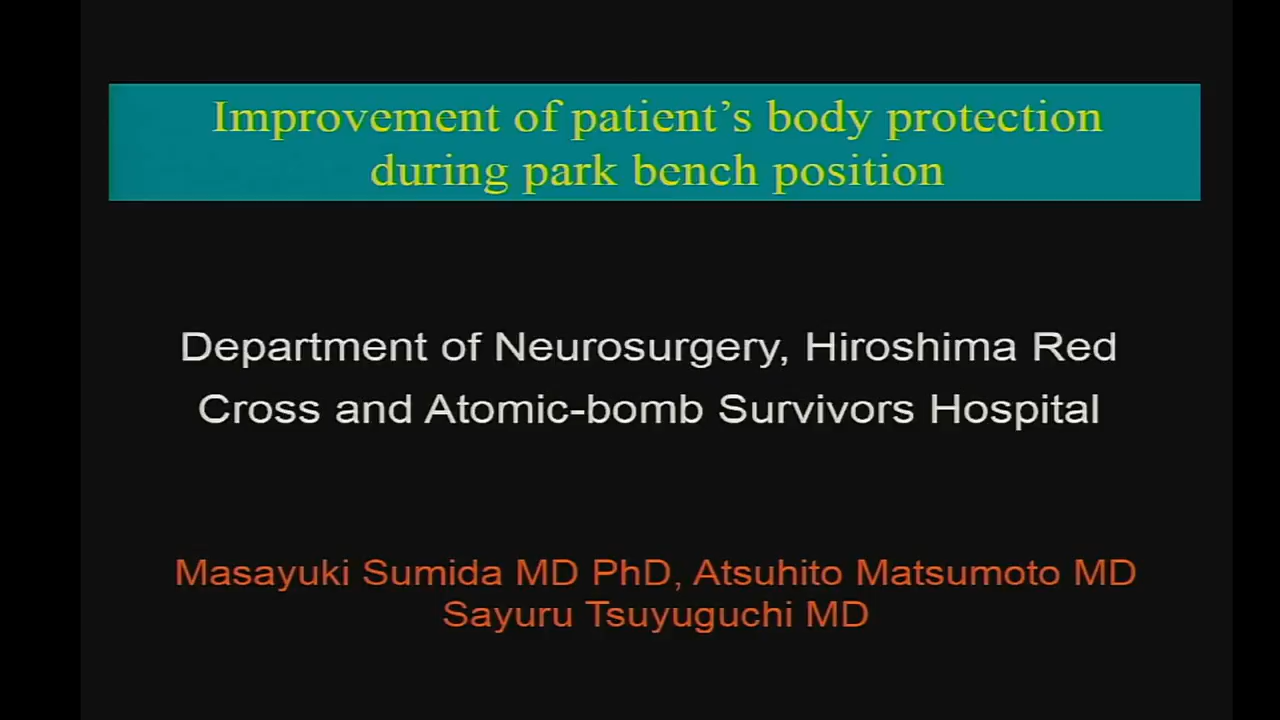 Improvement of patient’s body protection
during park bench position
Department of Neurosurgery, Hiroshima Red
Cross and Atomic-bomb Survivors Hospital
Masayuki Sumida MD PhD, Atsuhito Matsumoto MD
Sayuru Tsuyuguchi MD